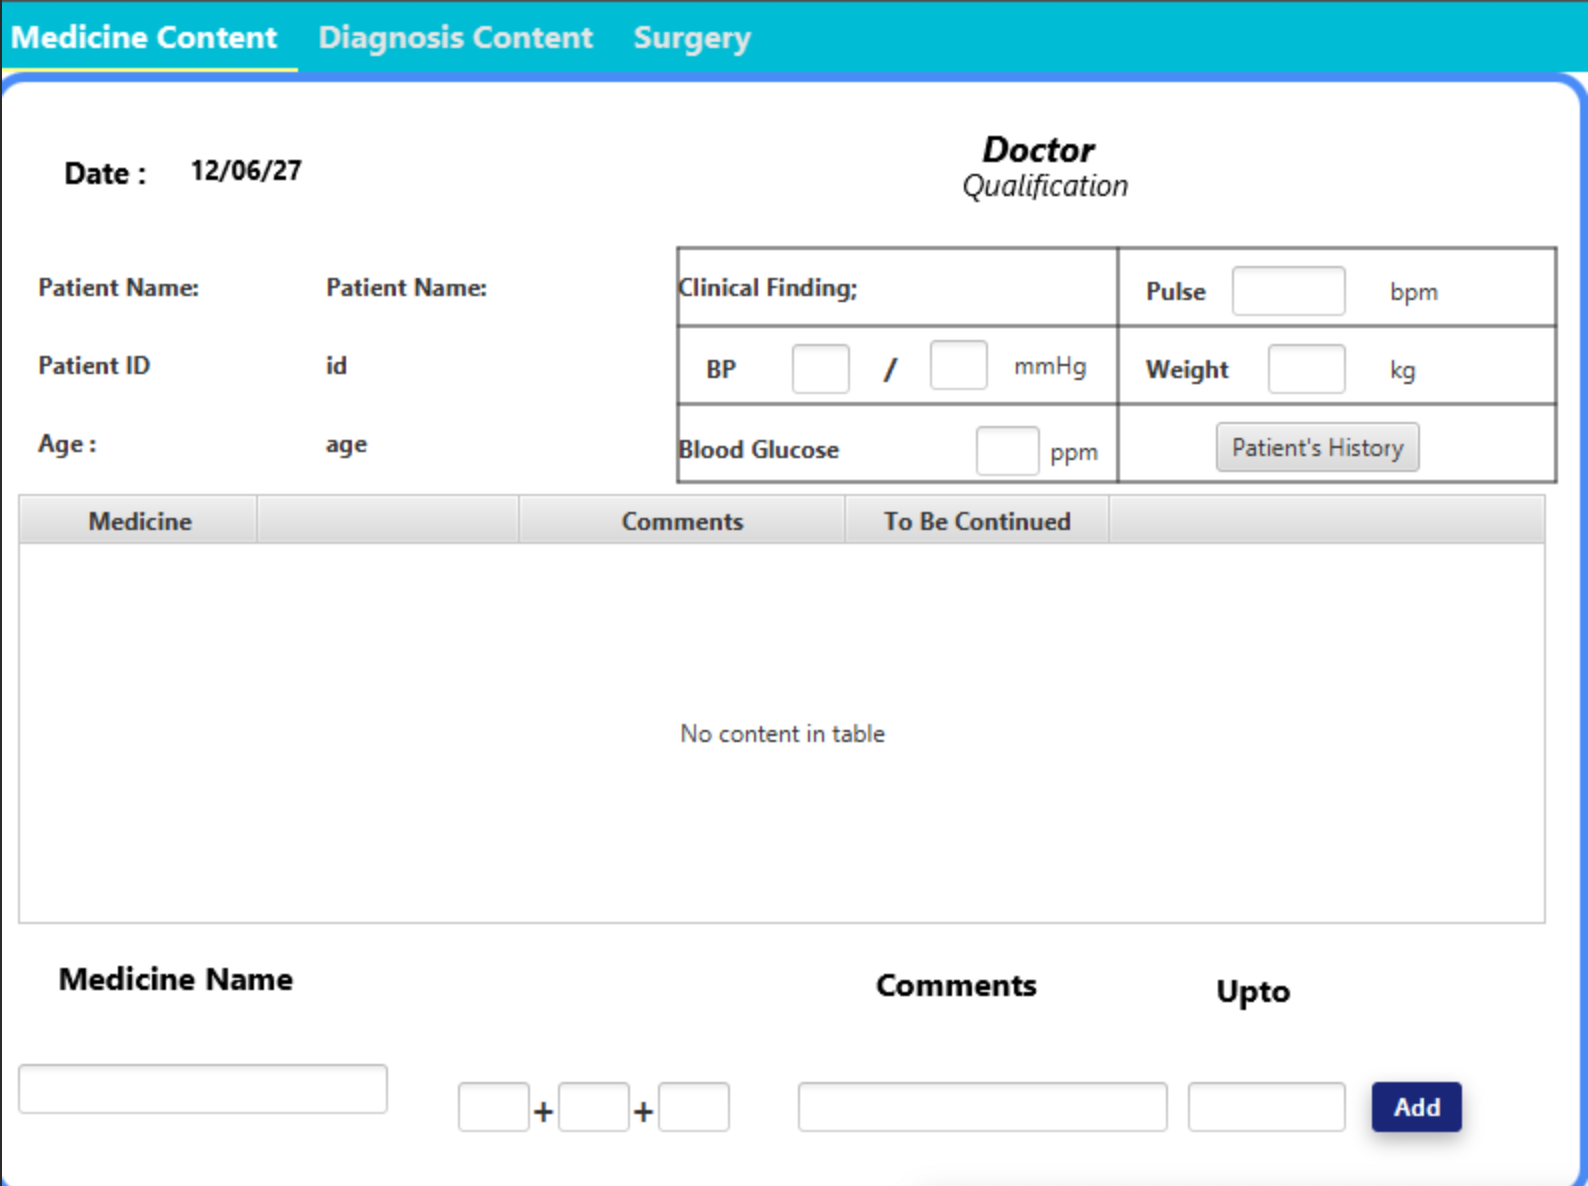 Medicine Content Diagnosis Content Surgery
Doctor
Date : 12/06/27
Qualification
Patient Name: Patient Name: Clinical Finding; Pulse bpm
Patient ID id BP / mmHg Weight kg
Age : age Blood Glucose ppm Patient's History
Medicine Comments To Be Continued
No content in table
Medicine Name Comments Upto
+ + Add